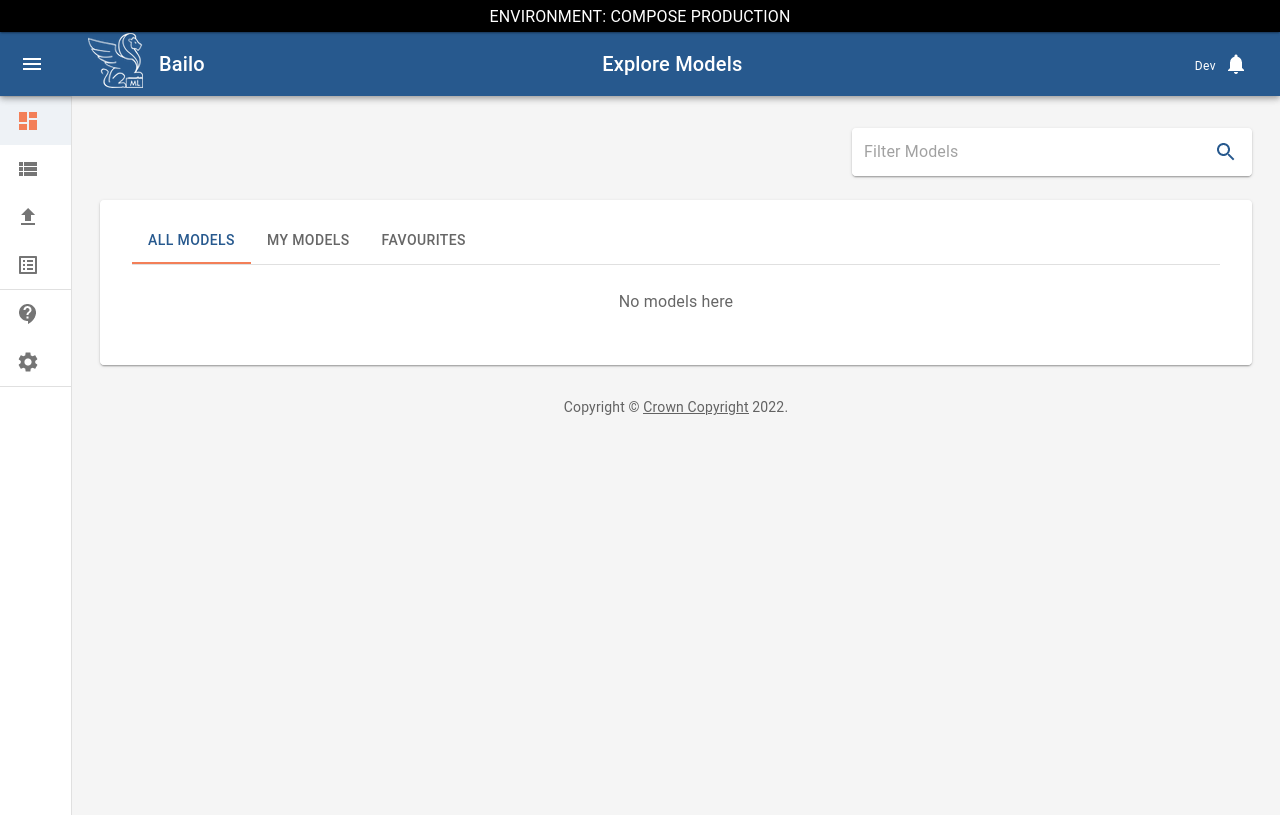 ENVIRONMENT: COMPOSE PRODUCTION
ML
Bailo
Explore Models
Dev
Filter Models
ALL MODELS
MY MODELS
FAVOURITES
No models here
Copyright © Crown Copyright 2022.